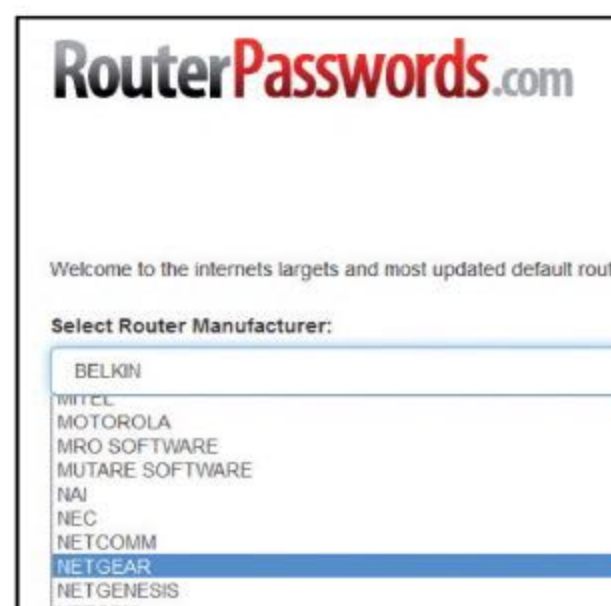 RouterPasswords.com
Welcome to the internets largets and most updated default rout
Select Router Manufacturer:
BELKIN
MITEL
MOTOROLA
MRO SOFTWARE
MUTARE SOFTWARE
NAI
NEC
NETCOMM
NETGEAR
NETGENESIS